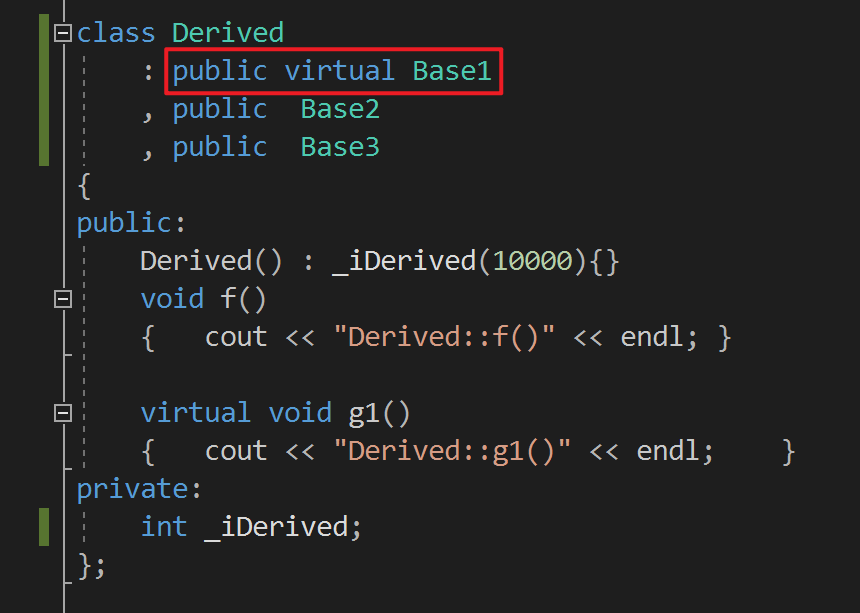 class Derived
: public virtual Base1
, public  Base2
, public  Base3
{
public:
Derived() : _iDerived(10000){}
void f()
{   cout << "Derived::f()" << endl; }
virtual void g1()
{   cout << "Derived::g1()" << endl;    }
private:
int _iDerived;
};